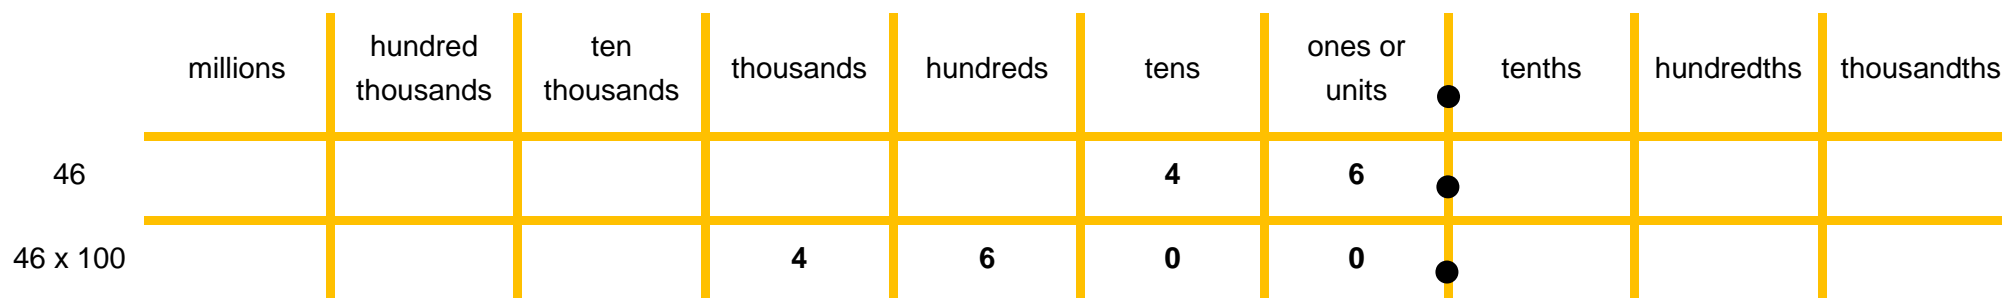 millions hundred thousands ten thousands thousands hundreds tens ones or units tenths hundredths thousandths
46 4 6
46 x 100 4 6 0 0